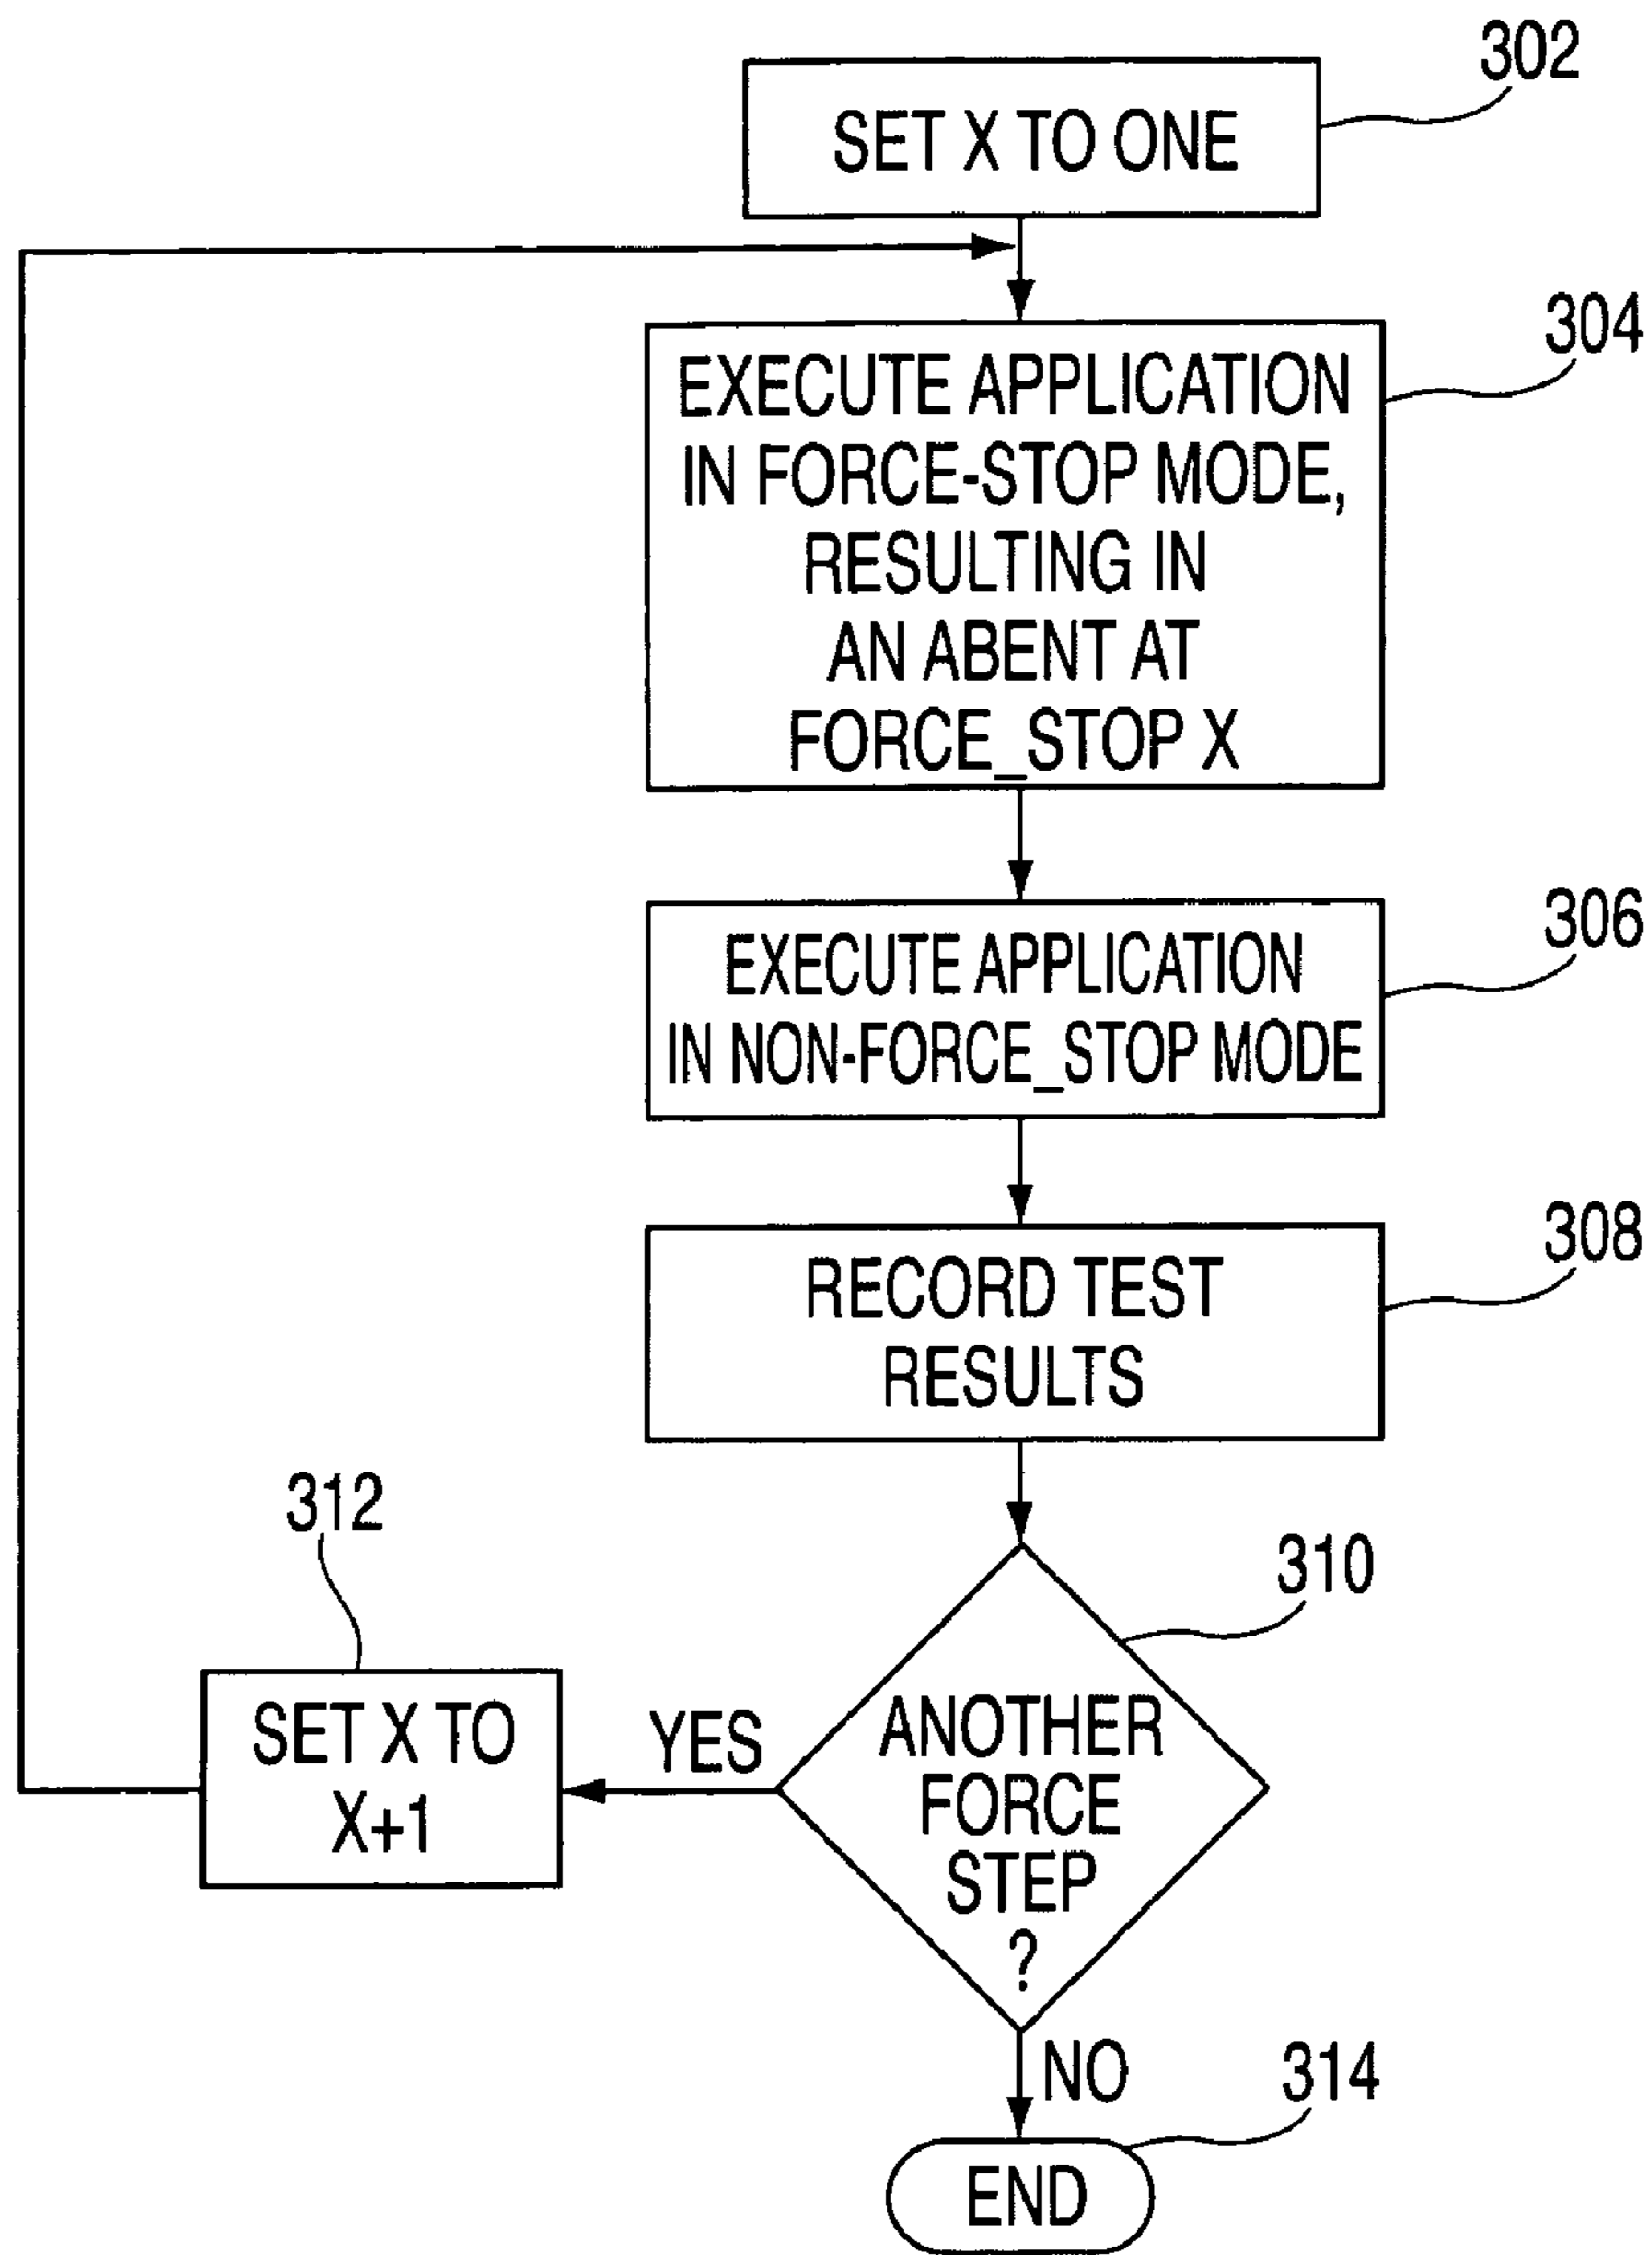 302
SET X TO ONE
304
EXECUTE APPLICATION
IN FORCE-STOP MODE,
RESULTING IN
AN ABENT AT
FORCE_STOP X
306
EXECUTE APPLICATION
IN NON-FORCE_STOP MODE
308
RECORD TEST
RESULTS
310
ANOTHER
FORCE
STEP
?
YES
312
SET X TO
X+1
NO
314
END